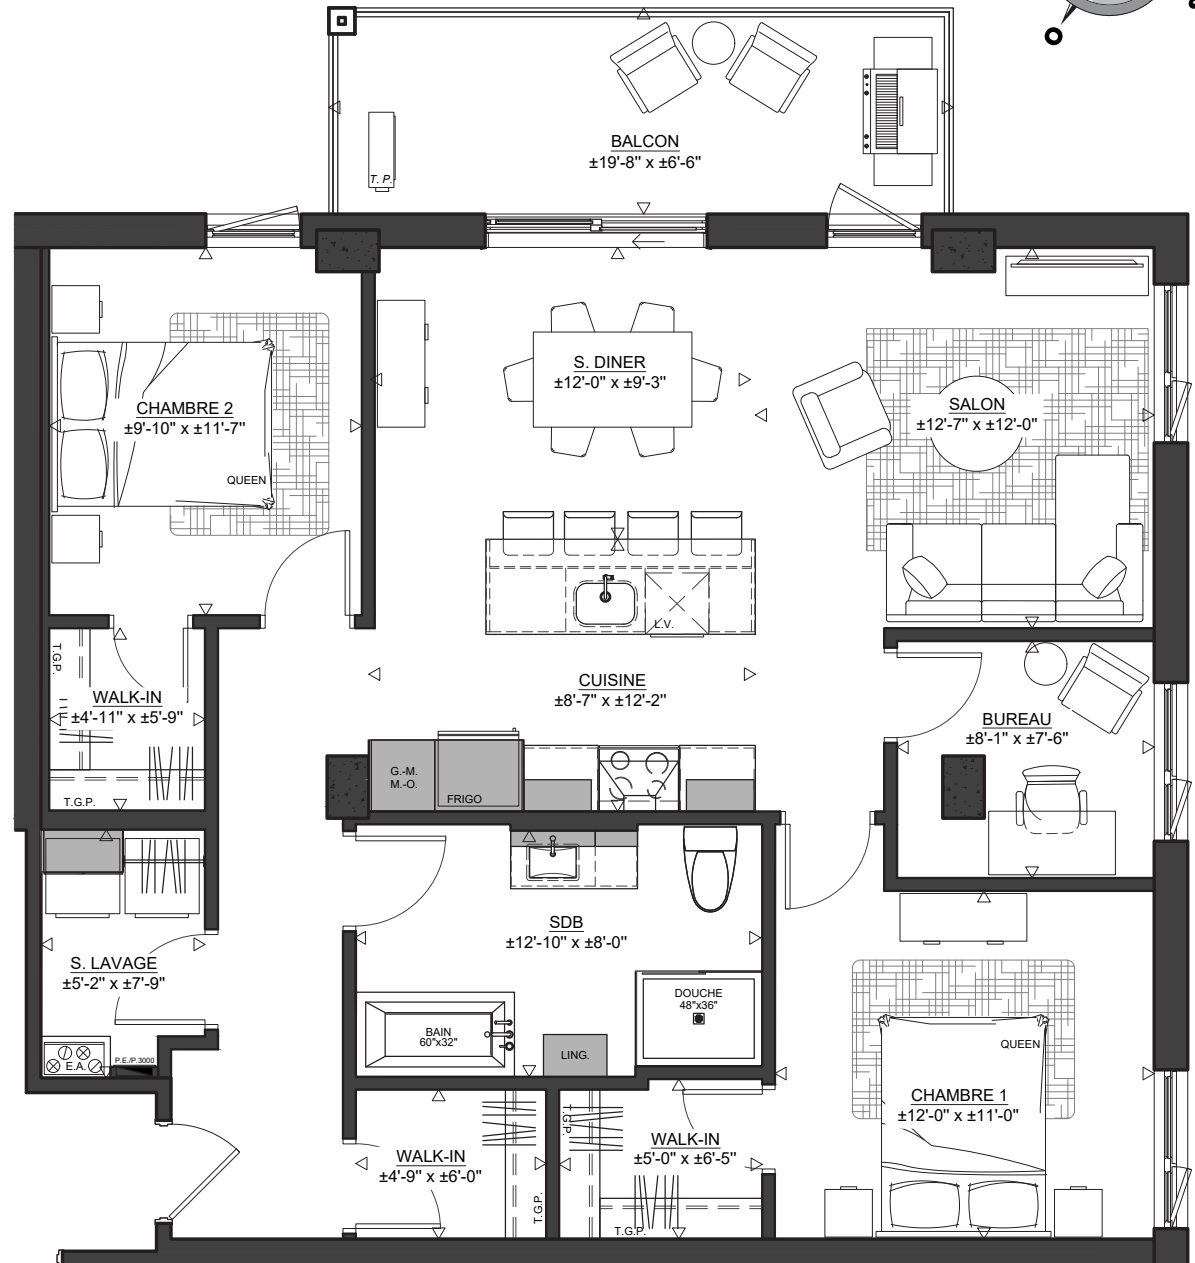 O
BALCON
±19'-8" x ±6'-6"
T. P.
S. DINER
±12'-0" x ±9'-3"
SALON
±12'-7" x ±12'-0"
CHAMBRE 2
±9'-10" x ±11'-7"
QUEEN
L.V.
T.G.P.
WALK-IN
±4'-11" x ±5'-9"
T.G.P.
CUISINE
±8'-7" x ±12'-2"
BUREAU
±8'-1" x ±7'-6"
G.-M.
M.-O.
FRIGO
SDB
±12'-10" x ±8'-0"
S. LAVAGE
±5'-2" x ±7'-9"
DOUCHE
48"x36"
BAIN
60"x32"
LING.
E.A.
P.E./P.3000
QUEEN
CHAMBRE 1
±12'-0" x ±11'-0"
T.G.P.
WALK-IN
±5'-0" x ±6'-5"
WALK-IN
±4'-9" x ±6'-0"
T.G.P.
T.G.P.